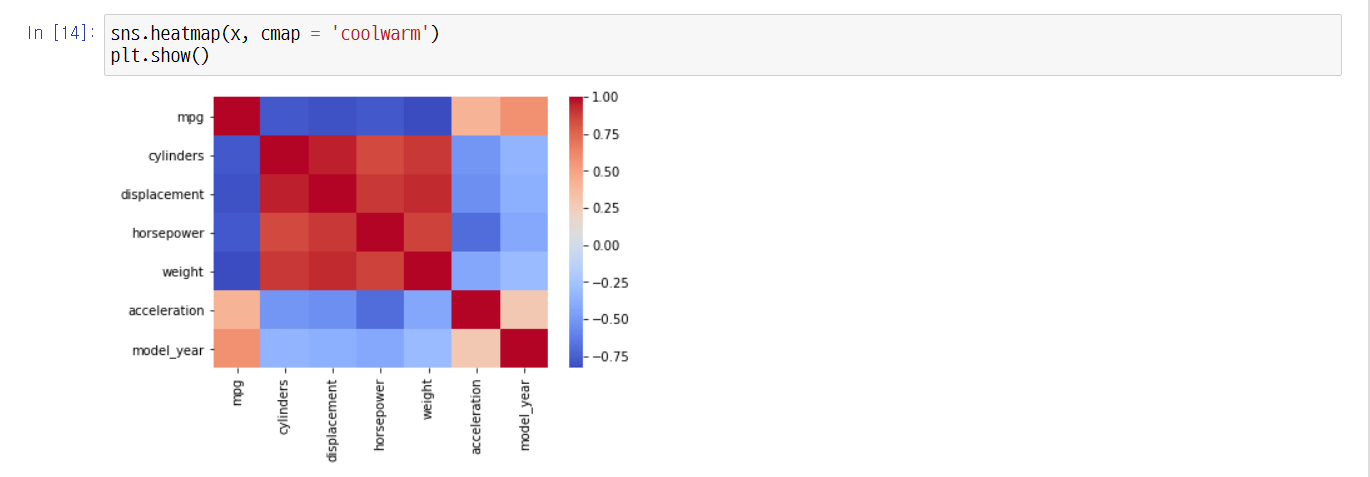 In [14]:
sns.heatmap(x, cmap = 'coolwarm')
plt.show()
mpg
cylinders
displacement
horsepower
weight
acceleration
model_year
mpg
cylinders
displacement
horsepower
weight
acceleration
model_year
1.00
0.75
0.50
0.25
0.00
−0.25
−0.50
−0.75